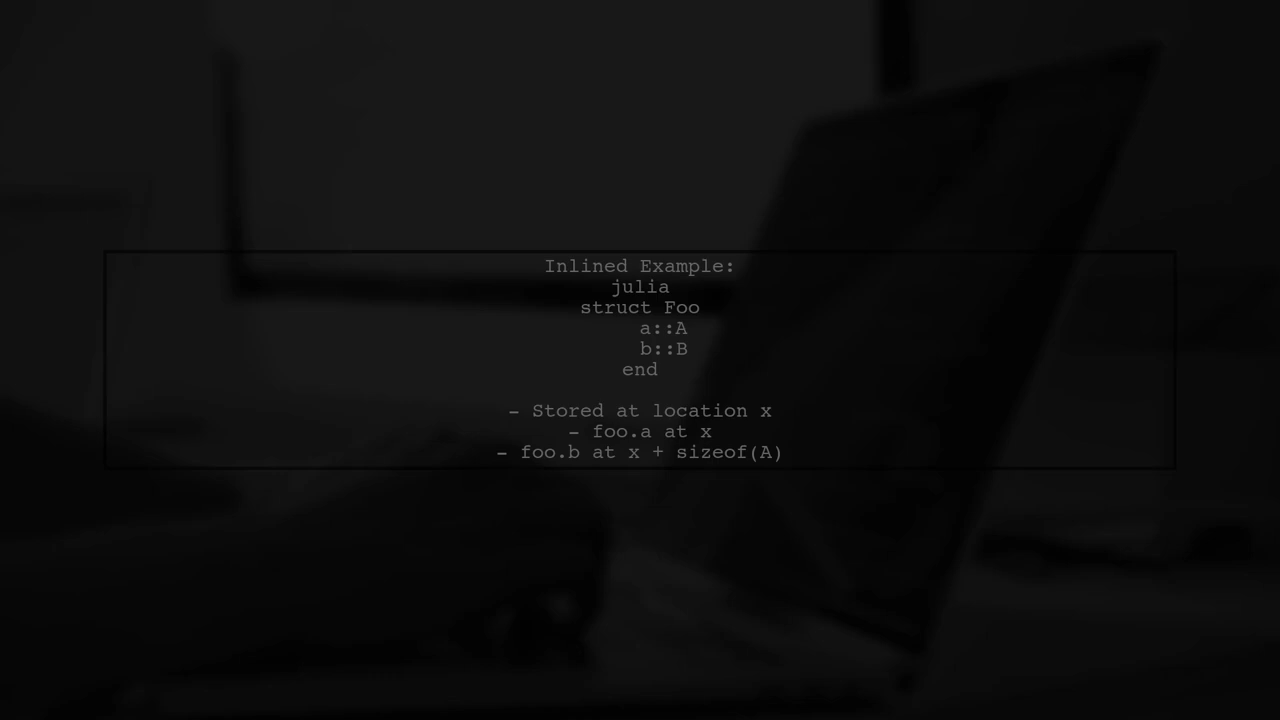 Inlined Example:
julia
struct Foo
a::A
b::B
end
- Stored at location x
- foo.a at x
- foo.b at x + sizeof(A)